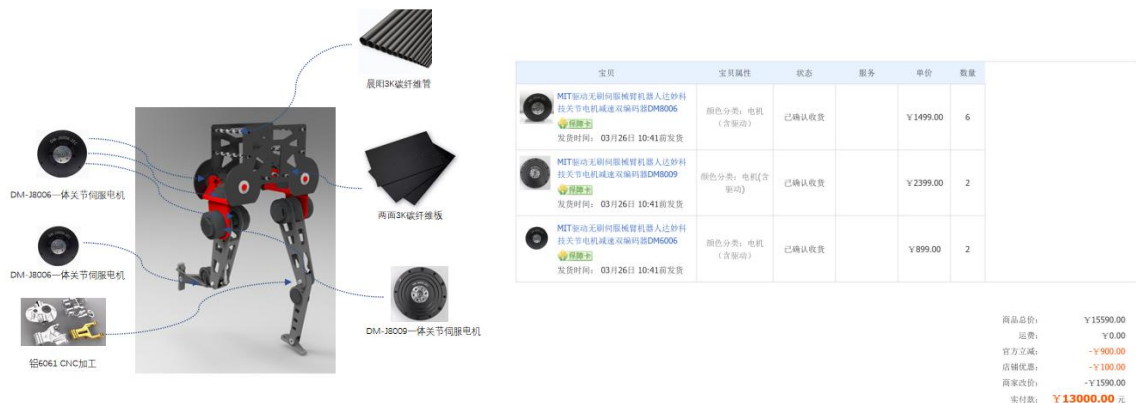 晨阳3K碳纤维管
DM-J8006一体关节伺服电机
两面3K碳纤维板
DM-J8006一体关节伺服电机
DM-J8009一体关节伺服电机
铝6061 CNC加工
宝贝 宝贝属性 状态 服务 单价 数量
MIT驱动无刷伺服械臂机器人达妙科
技关节电机减速双编码器DM8006
保障卡
发货时间: 03月26日 10:41前发货
颜色分类: 电机
(含驱动)
已确认收货
¥1499.00
6
MIT驱动无刷伺服械臂机器人达妙科
技关节电机减速双编码器DM8009
保障卡
发货时间: 03月26日 10:41前发货
颜色分类: 电机(含
驱动)
已确认收货
¥2399.00
2
MIT驱动无刷伺服械臂机器人达妙科
技关节电机减速双编码器DM6006
保障卡
发货时间: 03月26日 10:41前发货
颜色分类: 电机
(含驱动)
已确认收货
¥899.00
2
商品总价: ¥15590.00
运费: ¥0.00
官方立减: -¥900.00
店铺优惠: -¥100.00
商家改价: -¥1590.00
实付款: ¥13000.00 元